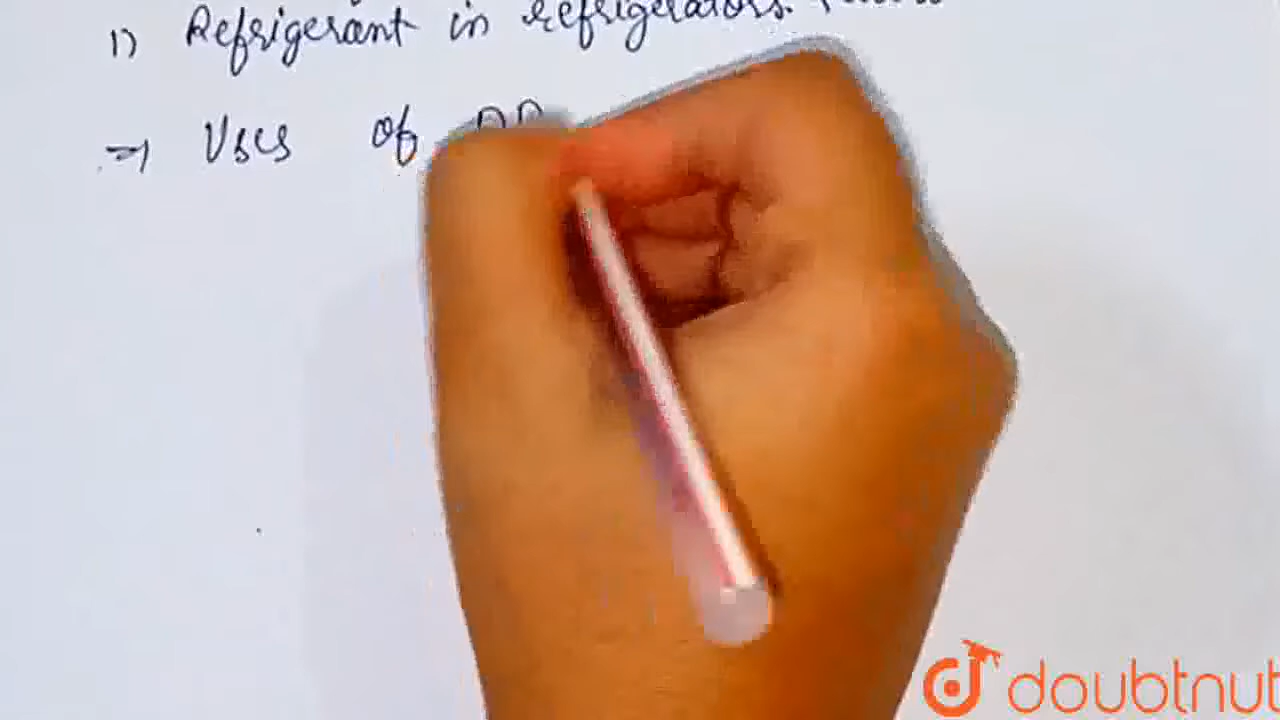 1) Refrigerant in refrigerators.
⇒ Uses of
doubtnut